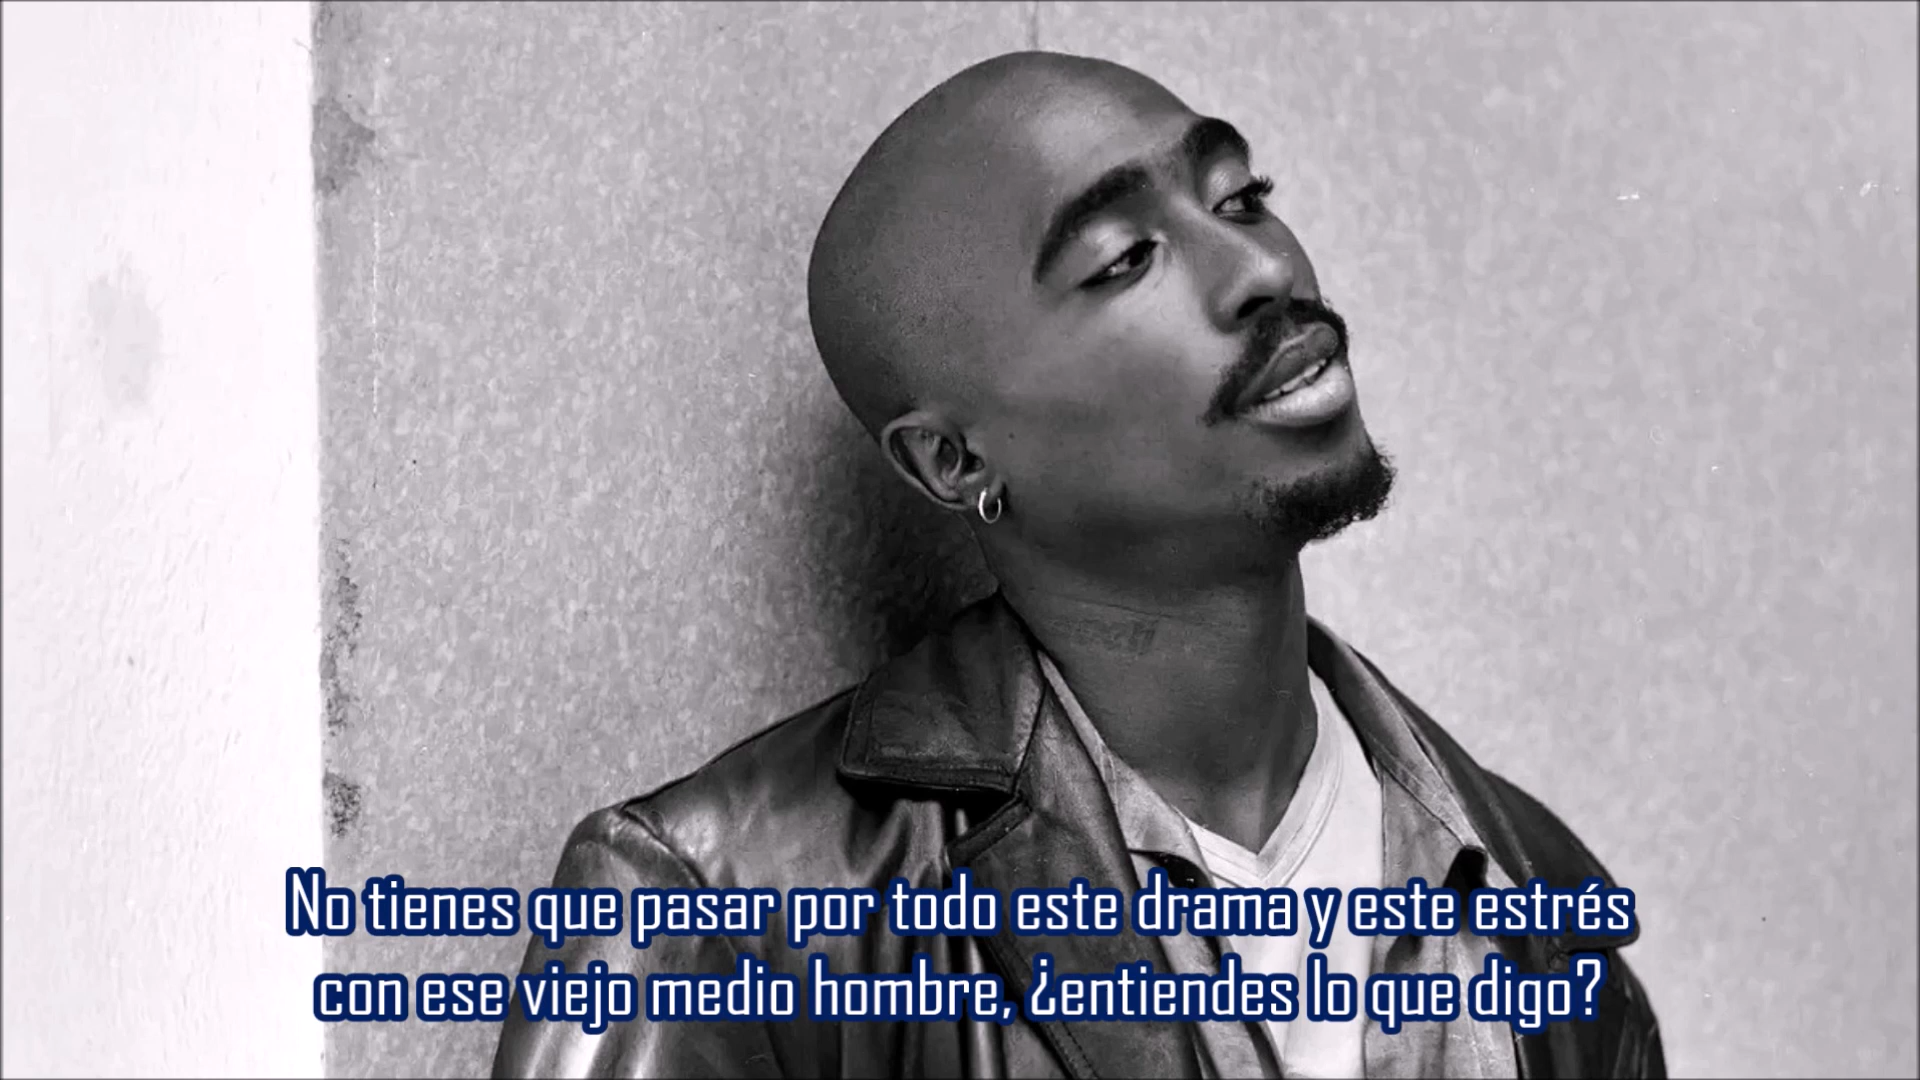 No tienes que pasar por todo este drama y este estrés
con ese viejo medio hombre, ¿entiendes lo que digo?